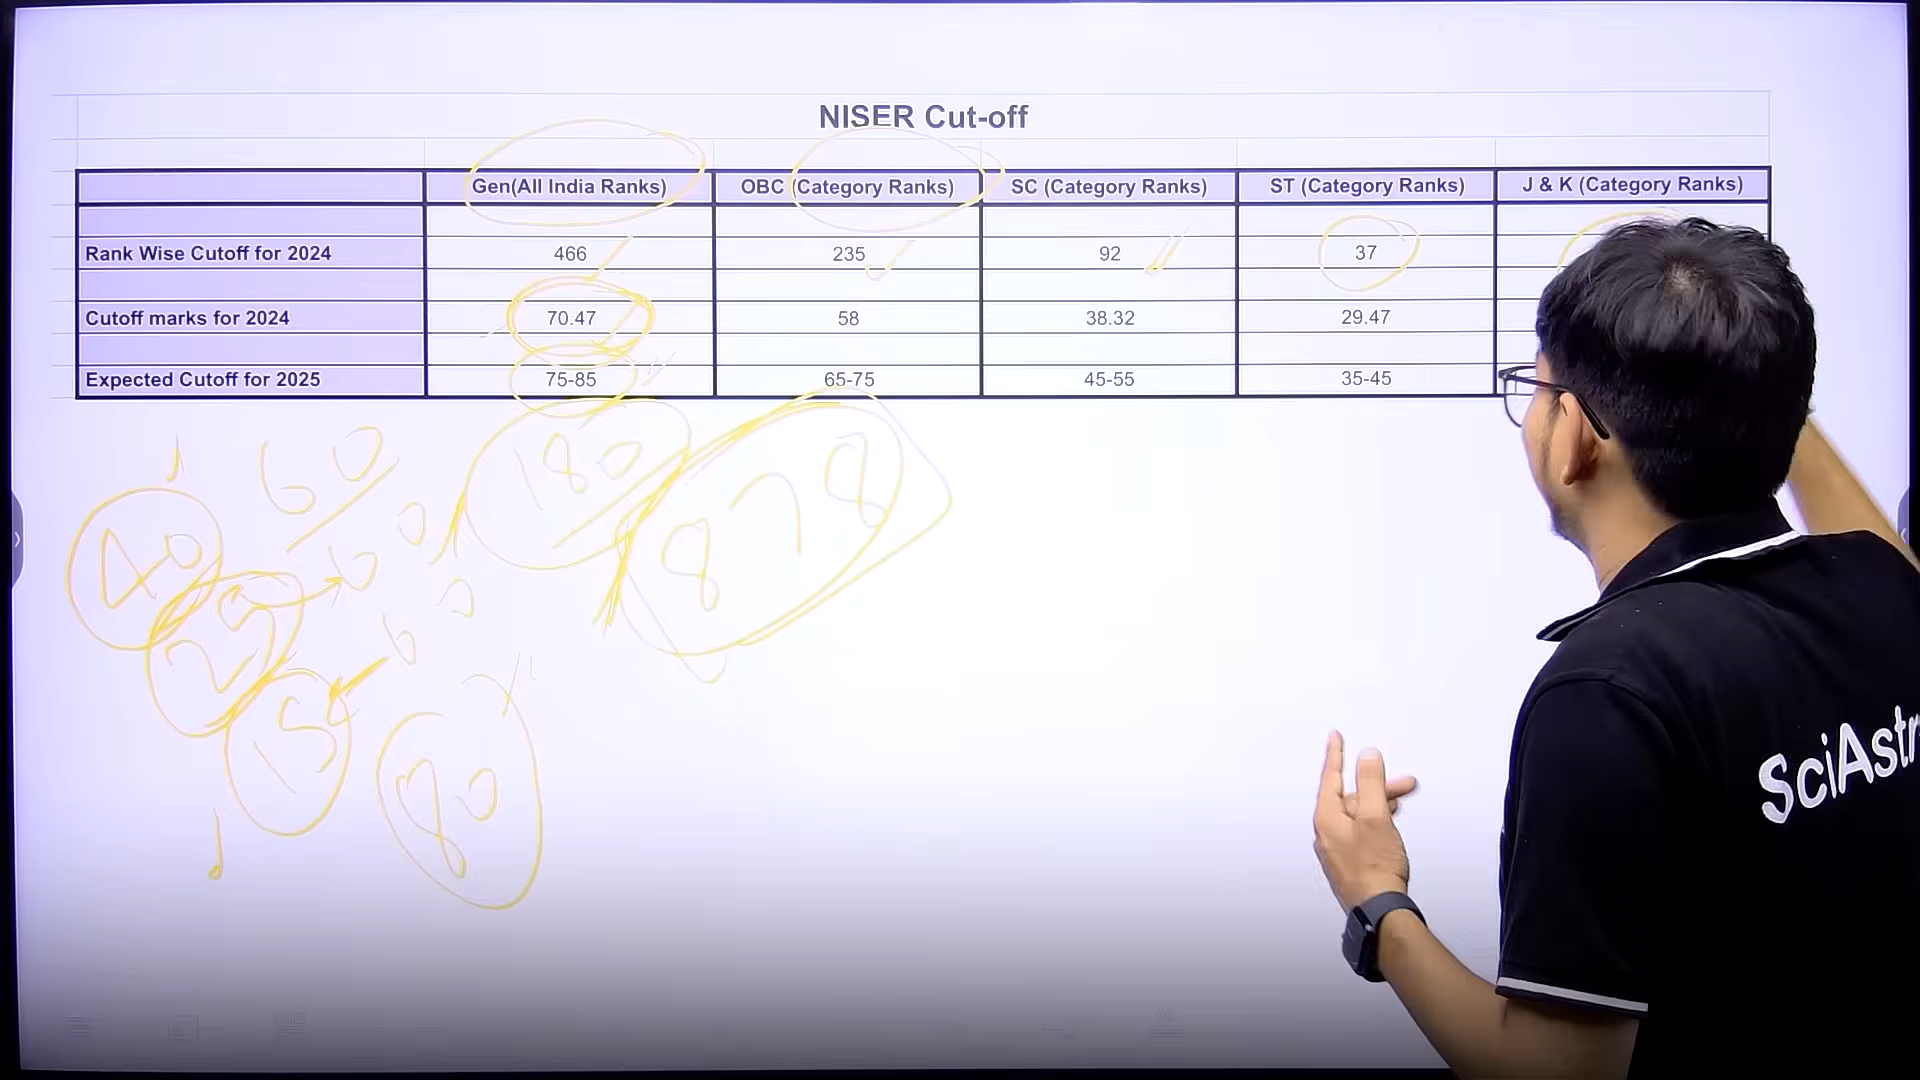 NISER Cut-off
Gen(All India Ranks) OBC (Category Ranks) SC (Category Ranks) ST (Category Ranks) J & K (Category Ranks)
Rank Wise Cutoff for 2024 466 235 92 37
Cutoff marks for 2024 70.47 58 38.32 29.47
Expected Cutoff for 2025 75-85 65-75 45-55 35-45
60
180
878
40
25
15
80
SciAstr